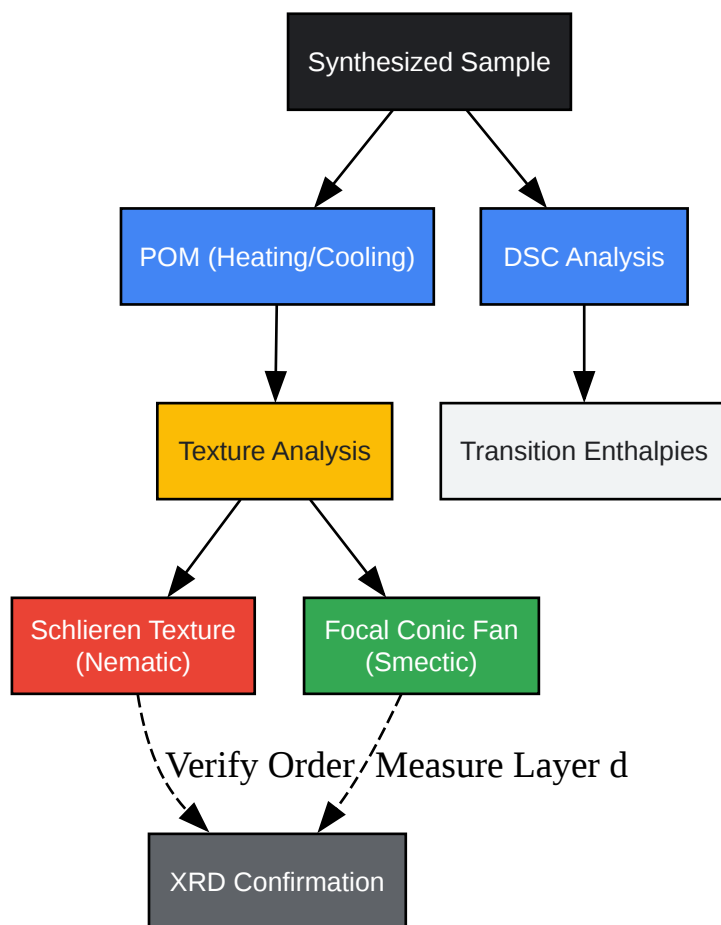 Synthesized Sample
POM (Heating/Cooling)
DSC Analysis
Texture Analysis
Transition Enthalpies
Schlieren Texture
(Nematic)
Focal Conic Fan
(Smectic)
Verify Order
Measure Layer d
XRD Confirmation